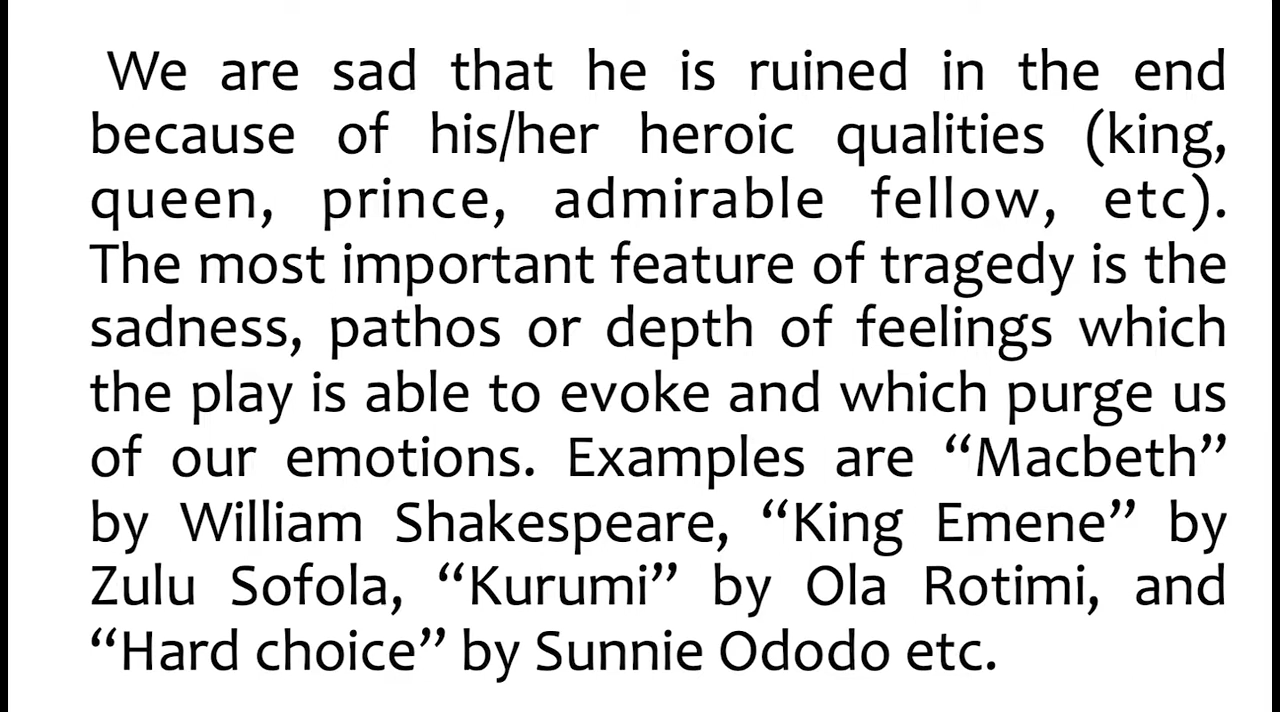 We are sad that he is ruined in the end
because of his/her heroic qualities (king,
queen, prince, admirable fellow, etc).
The most important feature of tragedy is the
sadness, pathos or depth of feelings which
the play is able to evoke and which purge us
of our emotions. Examples are “Macbeth”
by William Shakespeare, “King Emene” by
Zulu Sofola, “Kurumi” by Ola Rotimi, and
“Hard choice” by Sunnie Ododo etc.